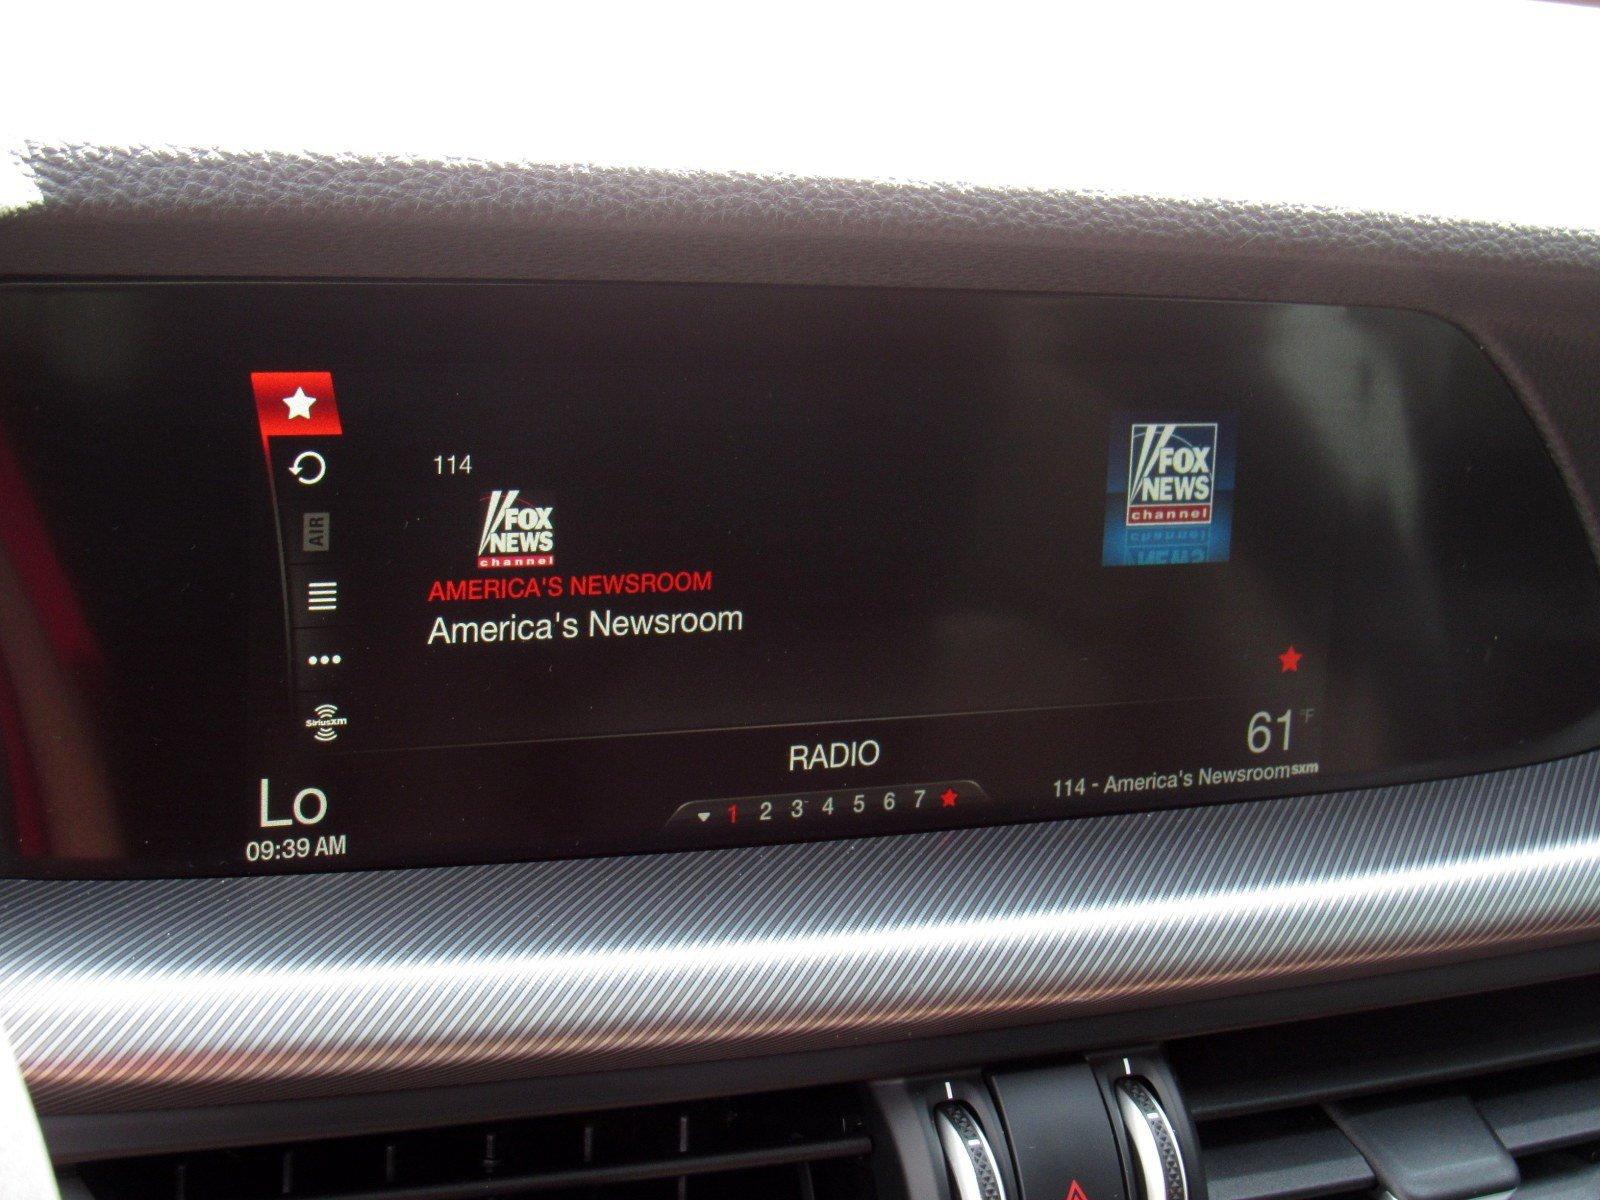 114
FOX
NEWS
channel
AMERICA'S NEWSROOM
America's Newsroom
FOX
NEWS
channel
AIR
SiriusXM
RADIO
61°F
Lo
1 2 3 4 5 6 7
114 - America's Newsroom sxm
09:39 AM